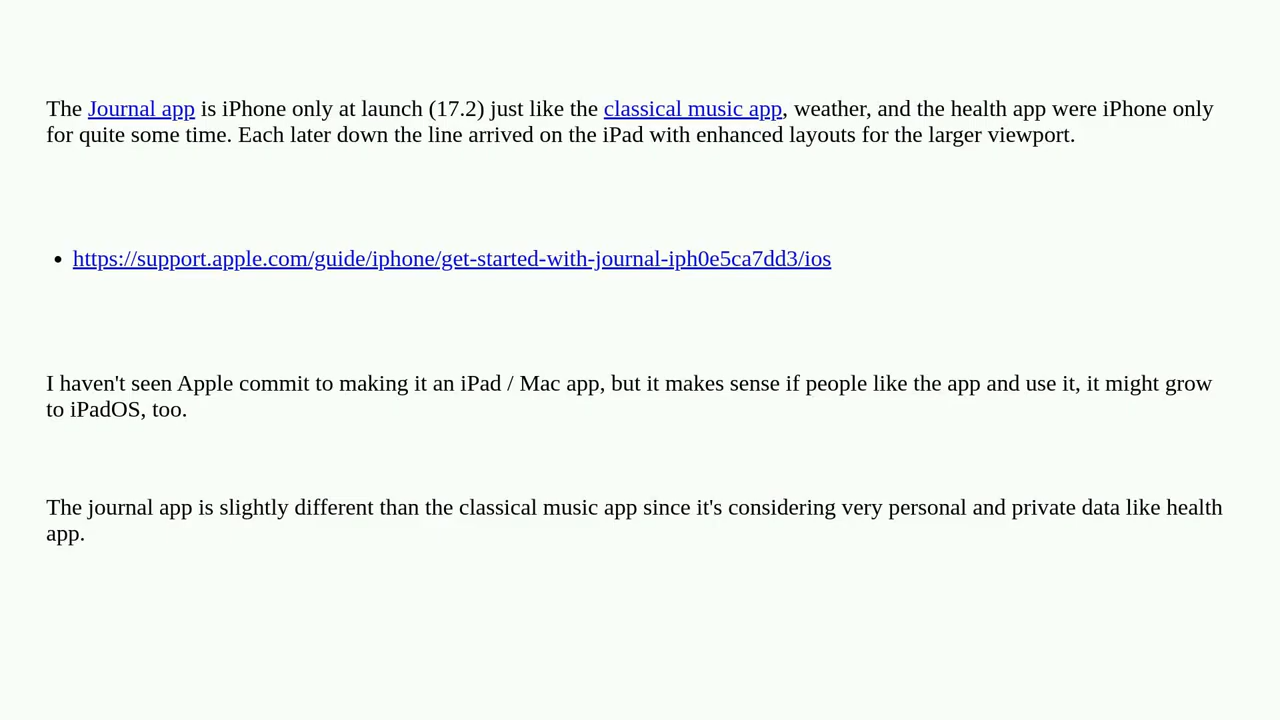 The Journal app is iPhone only at launch (17.2) just like the classical music app, weather, and the health app were iPhone only
for quite some time. Each later down the line arrived on the iPad with enhanced layouts for the larger viewport.
• https://support.apple.com/guide/iphone/get-started-with-journal-iph0e5ca7dd3/ios
I haven't seen Apple commit to making it an iPad / Mac app, but it makes sense if people like the app and use it, it might grow
to iPadOS, too.
The journal app is slightly different than the classical music app since it's considering very personal and private data like health
app.